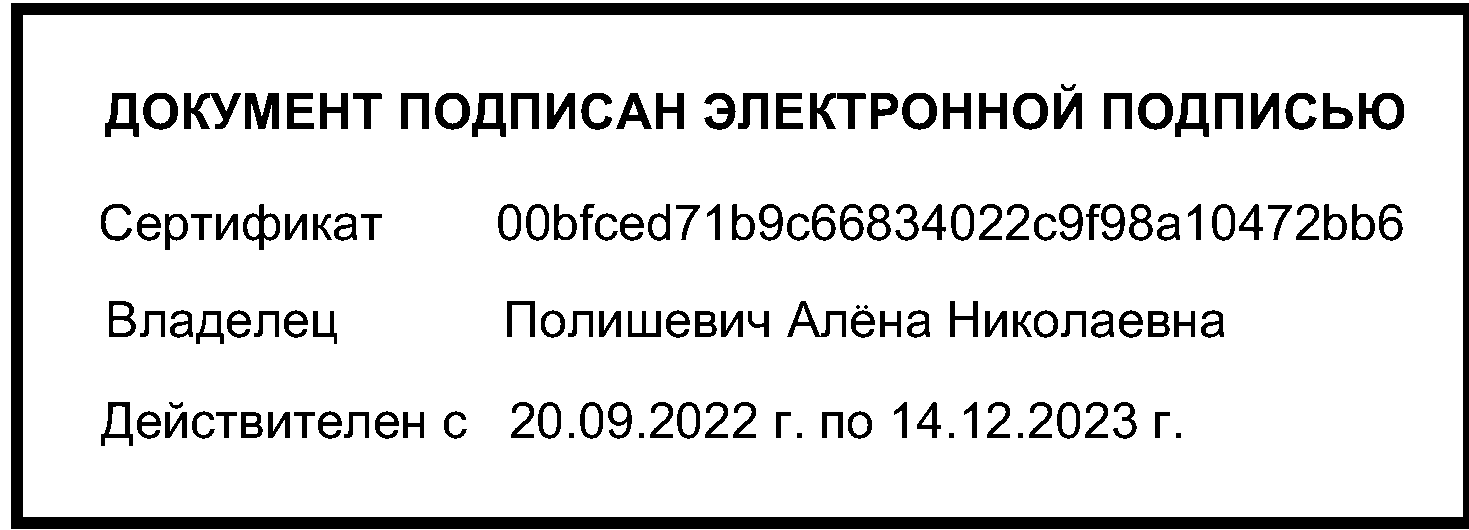 ДОКУМЕНТ ПОДПИСАН ЭЛЕКТРОННОЙ ПОДПИСЬЮ
Сертификат 00bfced71b9c66834022c9f98a10472bb6
Владелец Полишевич Алёна Николаевна
Действителен с 20.09.2022 г. по 14.12.2023 г.